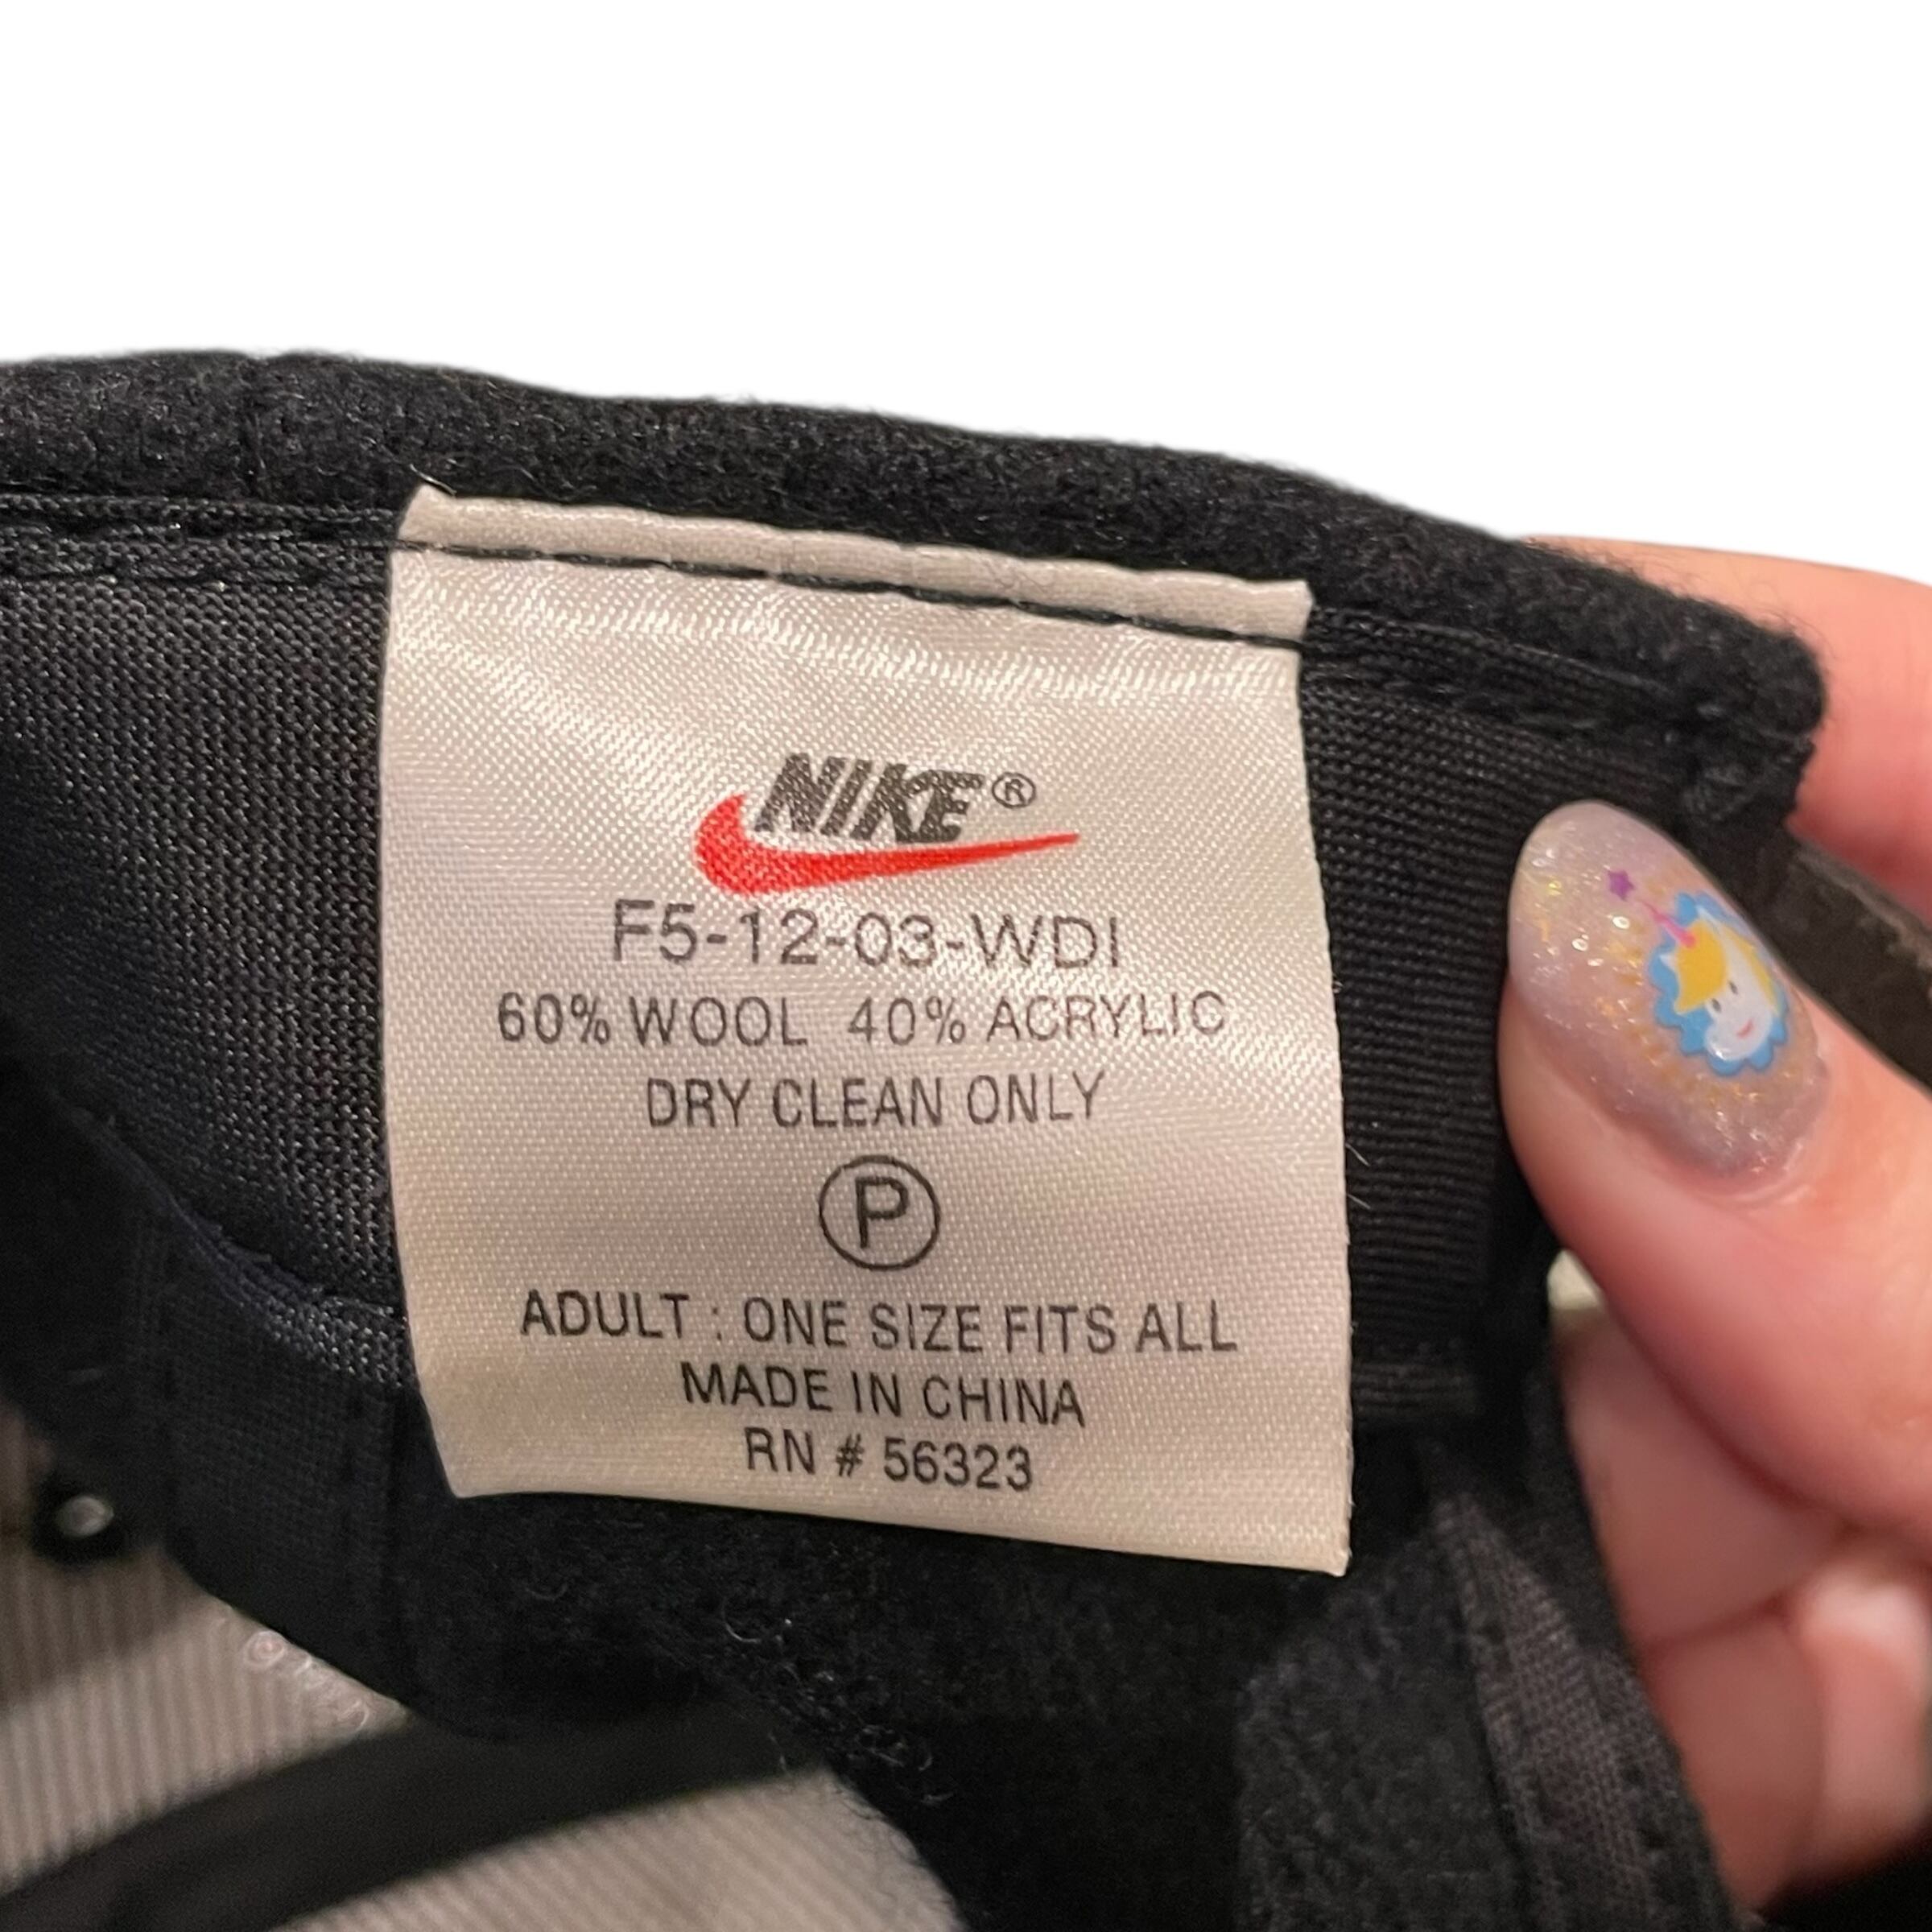 NIKE®
F5-12-03-WDI
60% WOOL 40% ACRYLIC
DRY CLEAN ONLY
P
ADULT : ONE SIZE FITS ALL
MADE IN CHINA
RN # 56323